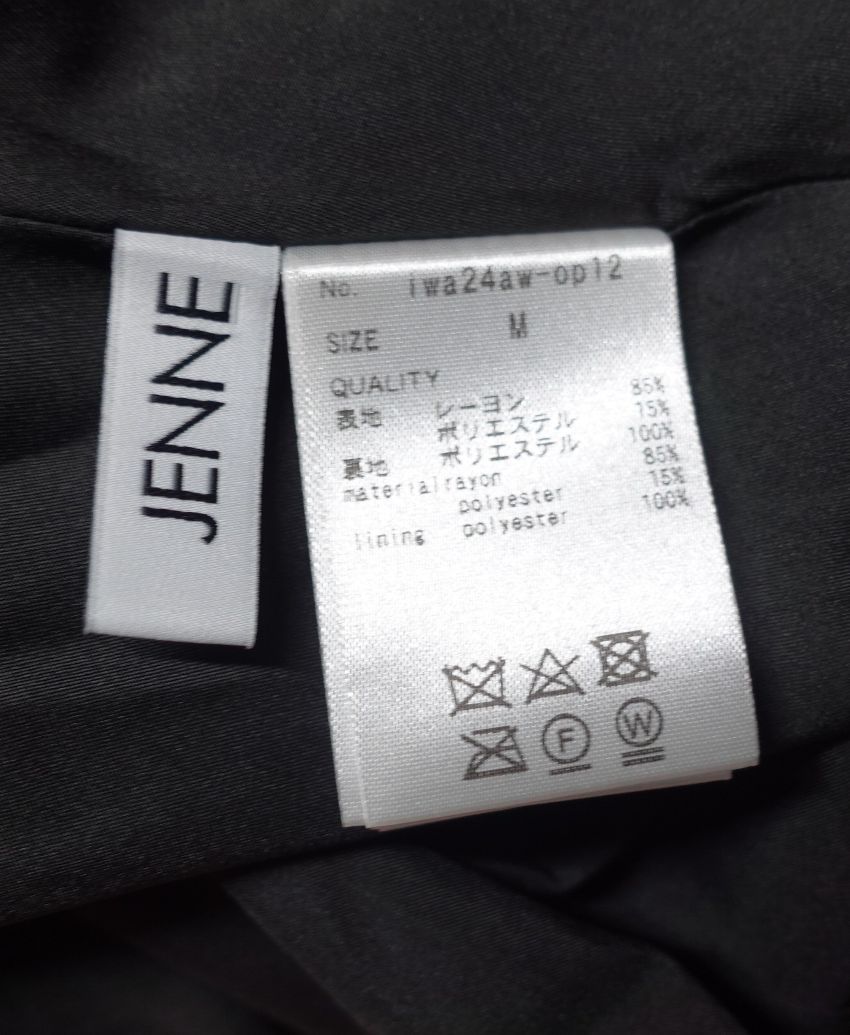 JENNE
No. iwa24aw-op12
SIZE M
QUALITY
表地 レーヨン 85%
ポリエステル 15%
裏地 ポリエステル 100%
material rayon 85%
polyester 15%
lining polyester 100%
F
W